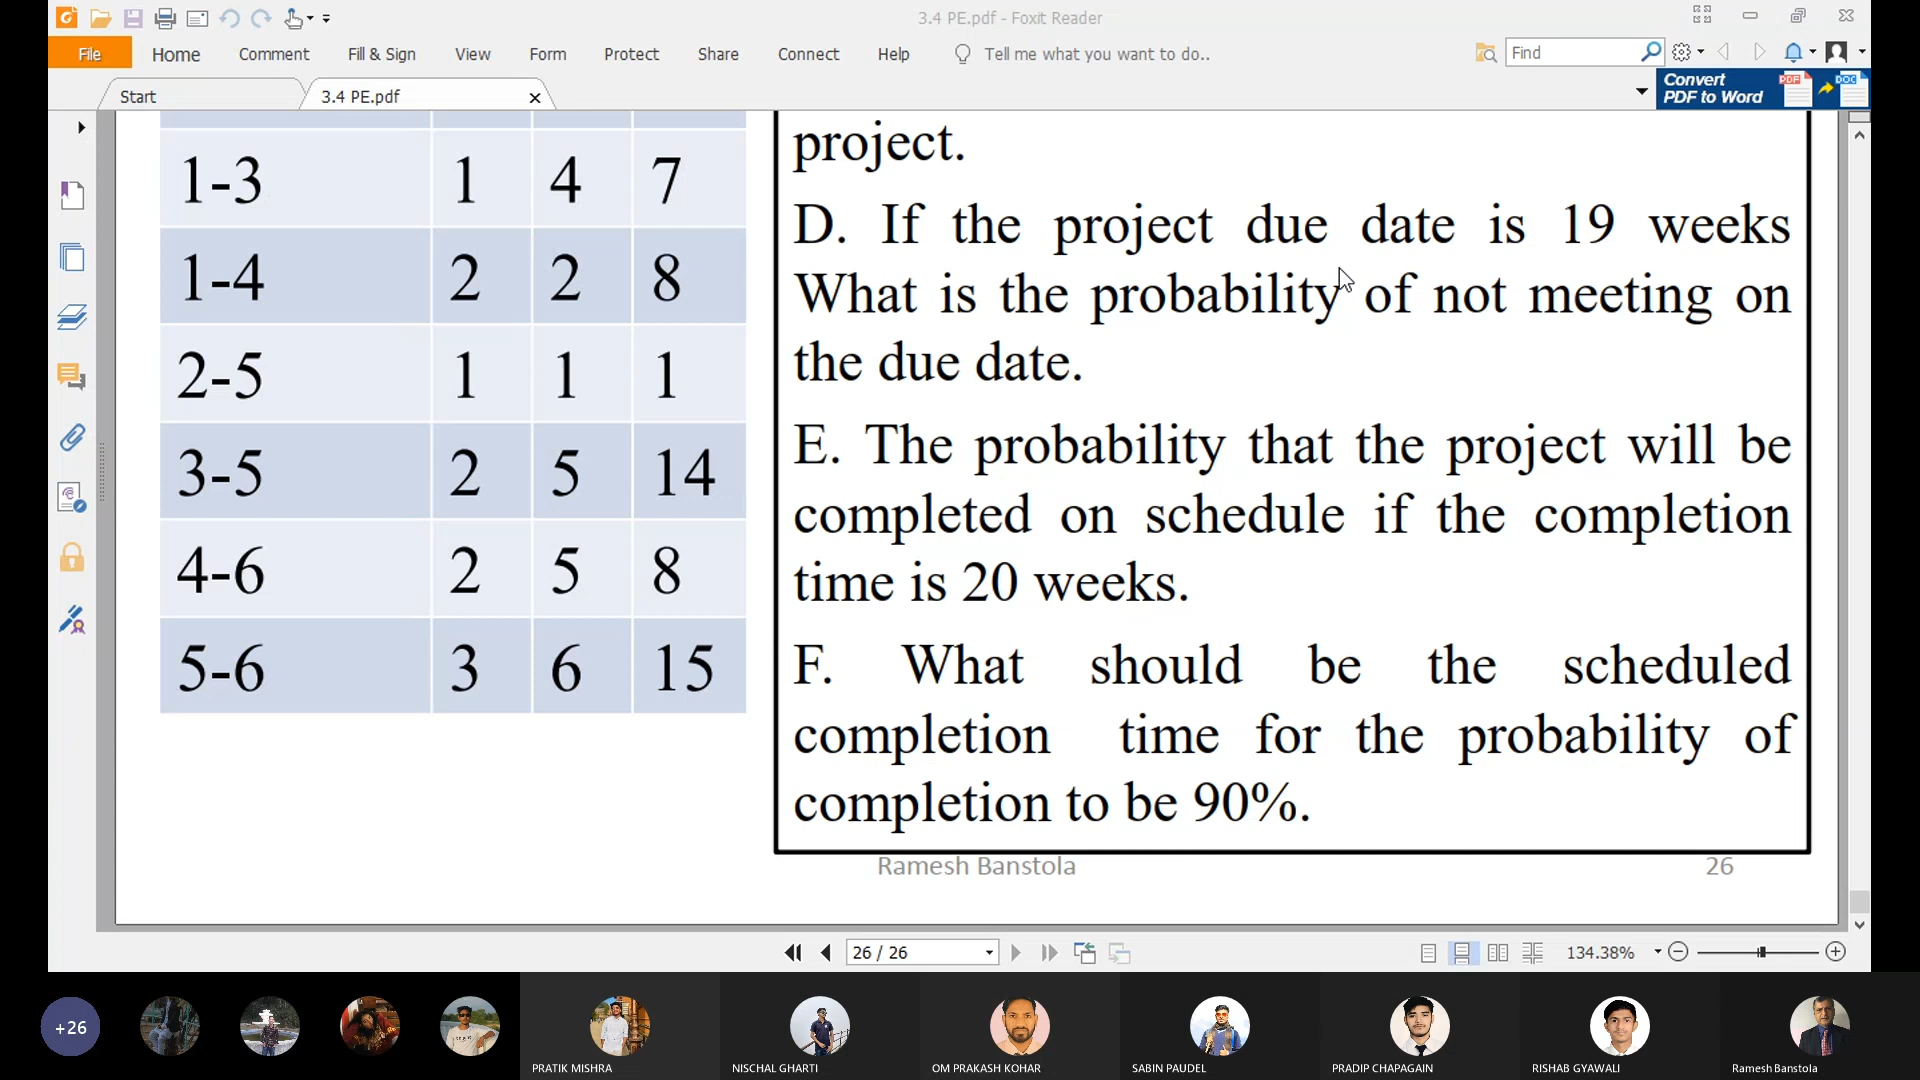 3.4 PE.pdf - Foxit Reader
File Home Comment Fill & Sign View Form Protect Share Connect Help Tell me what you want to do.. Find
Start 3.4 PE.pdf
Convert
PDF to Word
PDF DOC
1-3 1 4 7
1-4 2 2 8
2-5 1 1 1
3-5 2 5 14
4-6 2 5 8
5-6 3 6 15
project.
D. If the project due date is 19 weeks
What is the probability of not meeting on
the due date.
E. The probability that the project will be
completed on schedule if the completion
time is 20 weeks.
F. What should be the scheduled
completion time for the probability of
completion to be 90%.
Ramesh Banstola 26
26 / 26 134.38%
+26
PRATIK MISHRA NISCHAL GHARTI OM PRAKASH KOHAR SABIN PAUDEL PRADIP CHAPAGAIN RISHAB GYAWALI Ramesh Banstola